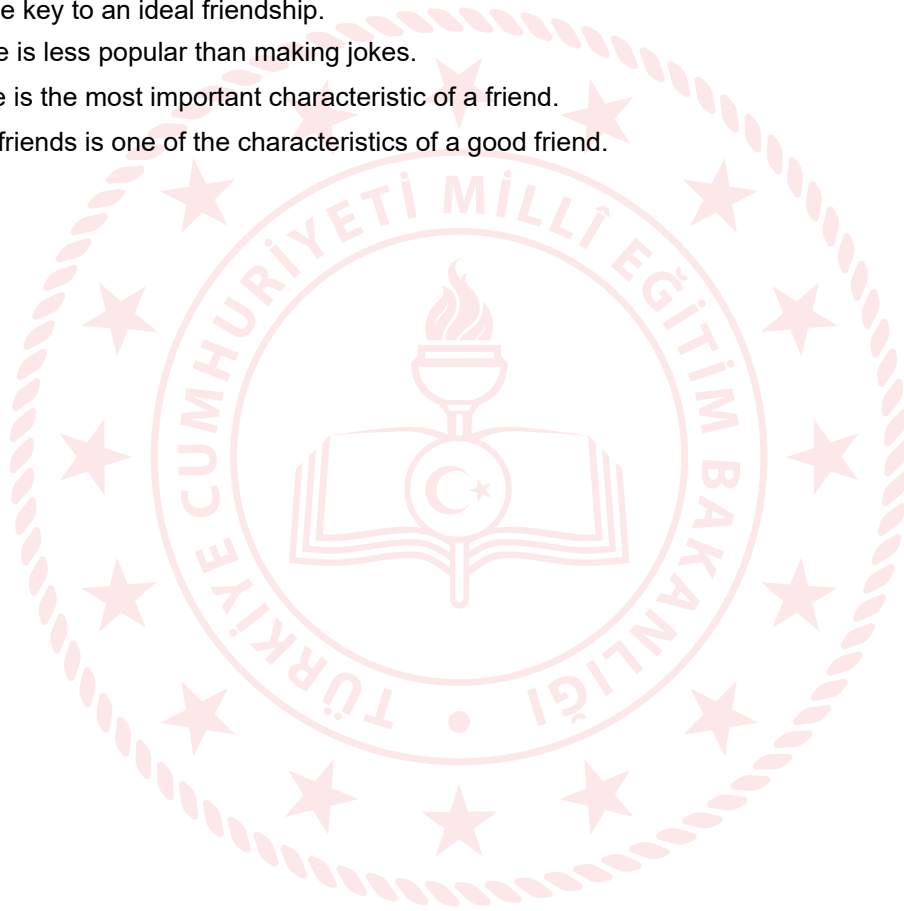 e key to an ideal friendship.
e is less popular than making jokes.
e is the most important characteristic of a friend.
friends is one of the characteristics of a good friend.
TÜRKİYE CUMHURİYETİ MİLLÎ EĞİTİM BAKANLIĞI